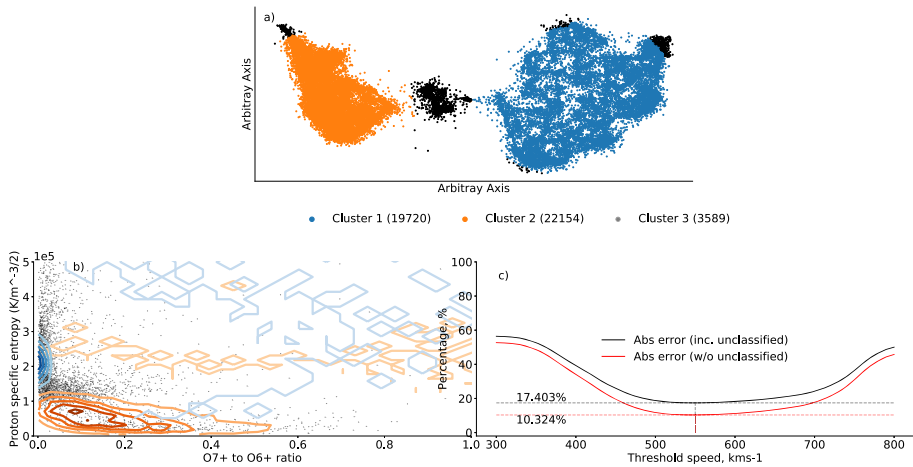 a)
Arbitray Axis
Arbitray Axis
Cluster 1 (19720)
Cluster 2 (22154)
Cluster 3 (3589)
1e5
b)
Proton specific entropy (K/m^-3/2)
5
4
3
2
1
0
0.0
0.2
0.4
0.6
0.8
1.0
O7+ to O6+ ratio
c)
Percentage, %
100
80
60
40
20
0
Abs error (inc. unclassified)
Abs error (w/o unclassified)
17.403%
10.324%
300
400
500
600
700
800
Threshold speed, kms-1